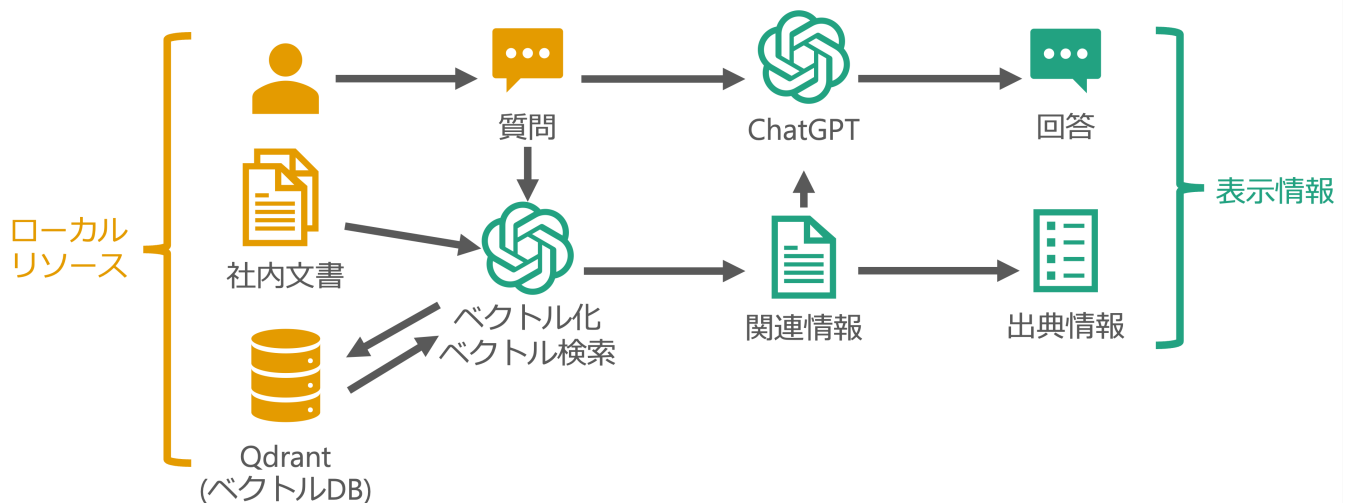 質問
ChatGPT
回答
ローカル
リソース
社内文書
表示情報
ベクトル化
ベクトル検索
関連情報
出典情報
Qdrant
(ベクトルDB)